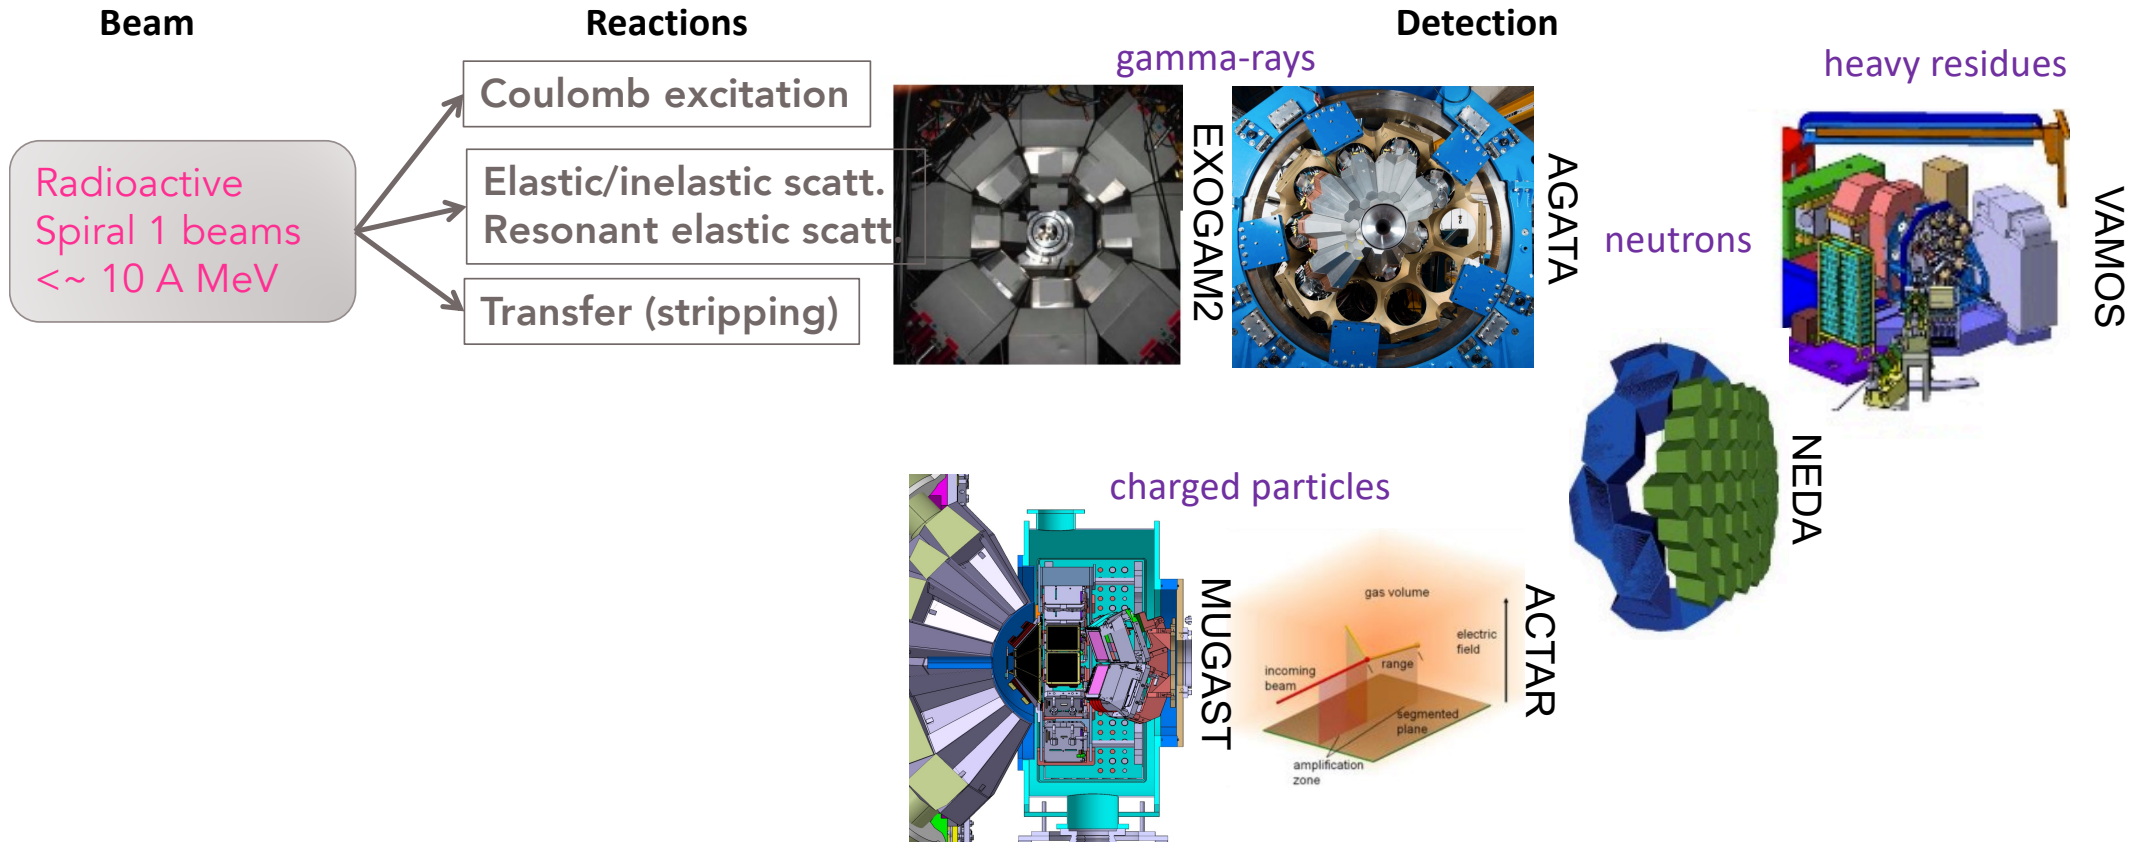 Beam
Reactions
Detection
Radioactive
Spiral 1 beams
<~ 10 A MeV
Coulomb excitation
Elastic/inelastic scatt.
Resonant elastic scatt.
Transfer (stripping)
gamma-rays
EXOGAM2
AGATA
heavy residues
VAMOS
neutrons
NEDA
charged particles
MUGAST
gas volume
electric
field
incoming
beam
range
segmented
plane
amplification
zone
ACTAR